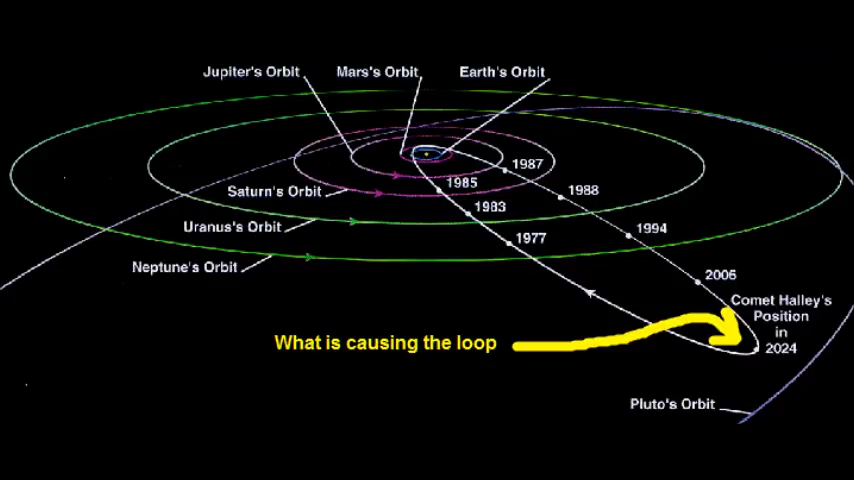 Jupiter's Orbit
Mars's Orbit
Earth's Orbit
1987
1985
Saturn's Orbit
1988
1983
Uranus's Orbit
1994
1977
Neptune's Orbit
2005
Comet Halley's
Position
in
2024
What is causing the loop
Pluto's Orbit